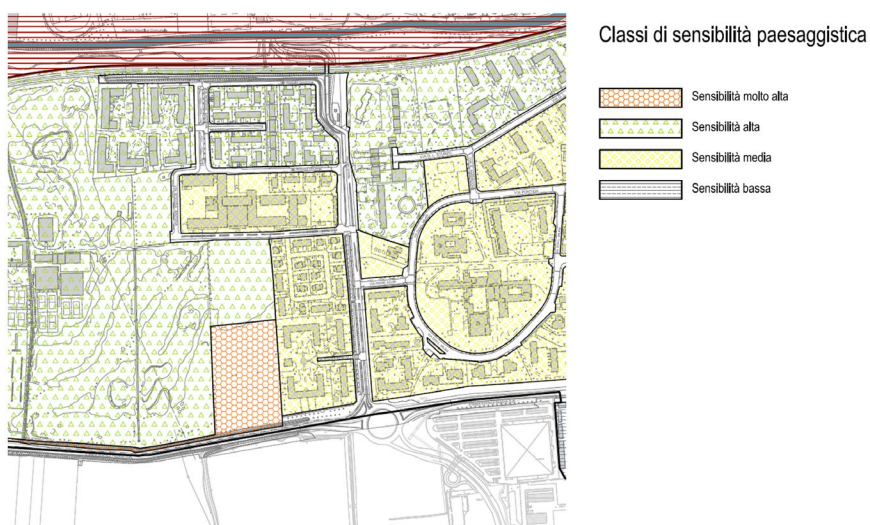 Classi di sensibilità paesaggistica
Sensibilità molto alta
Sensibilità alta
Sensibilità media
Sensibilità bassa